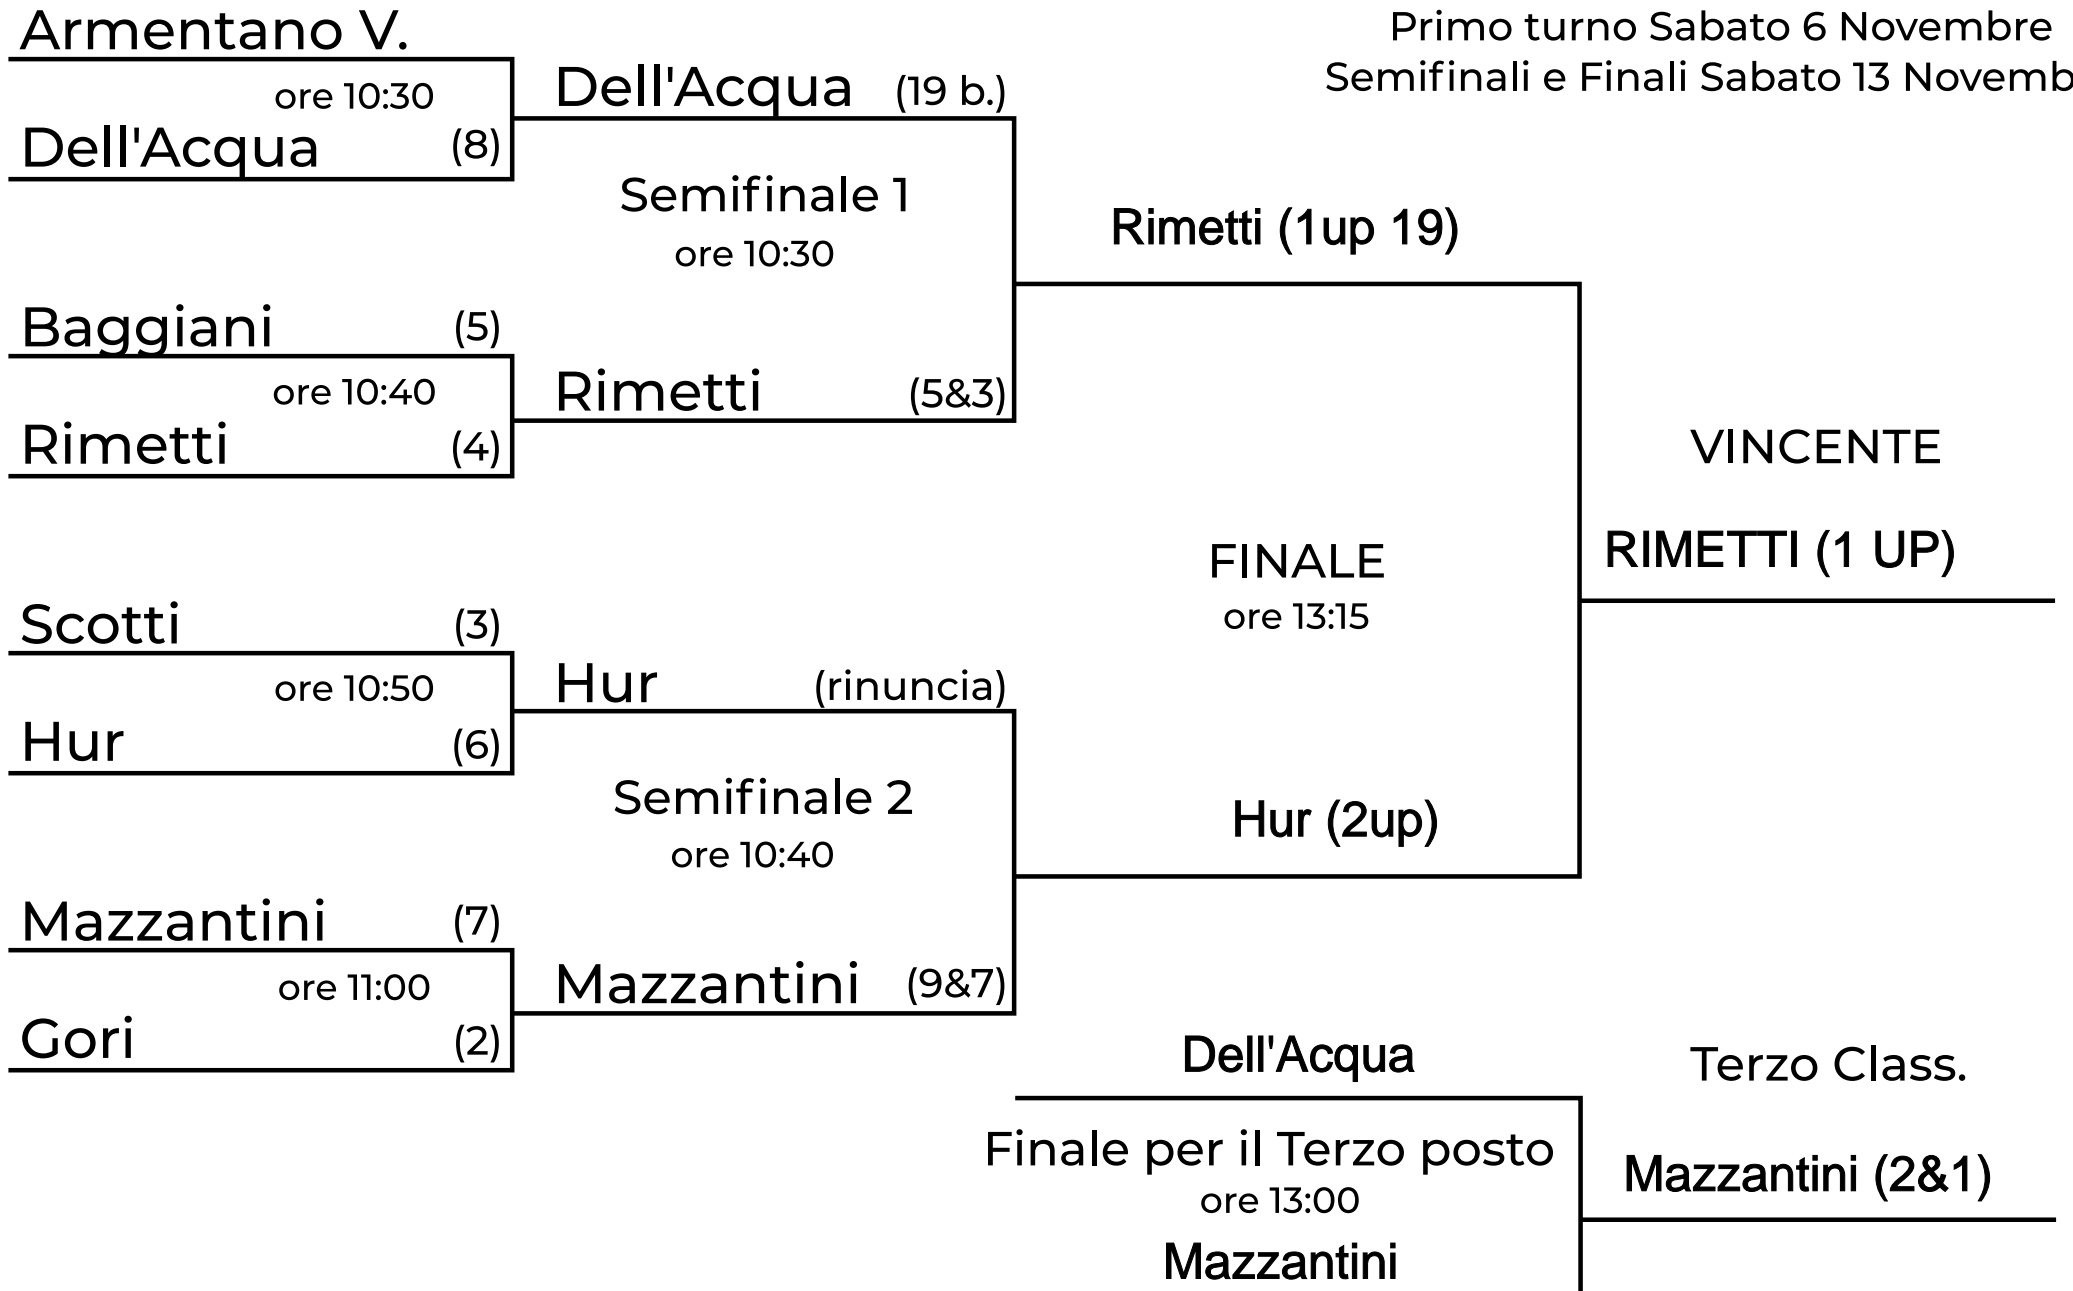 Armentano V.
ore 10:30
Dell'Acqua (8)
Baggiani (5)
ore 10:40
Rimetti (4)
Scotti (3)
ore 10:50
Hur (6)
Mazzantini (7)
ore 11:00
Gori (2)
Dell'Acqua (19 b.)
Semifinale 1
ore 10:30
Rimetti (5&3)
Hur (rinuncia)
Semifinale 2
ore 10:40
Mazzantini (9&7)
Primo turno Sabato 6 Novembre
Semifinali e Finali Sabato 13 Novemb
Rimetti (1up 19)
FINALE
ore 13:15
Hur (2up)
VINCENTE
RIMETTI (1 UP)
Dell'Acqua
Finale per il Terzo posto
ore 13:00
Mazzantini
Terzo Class.
Mazzantini (2&1)